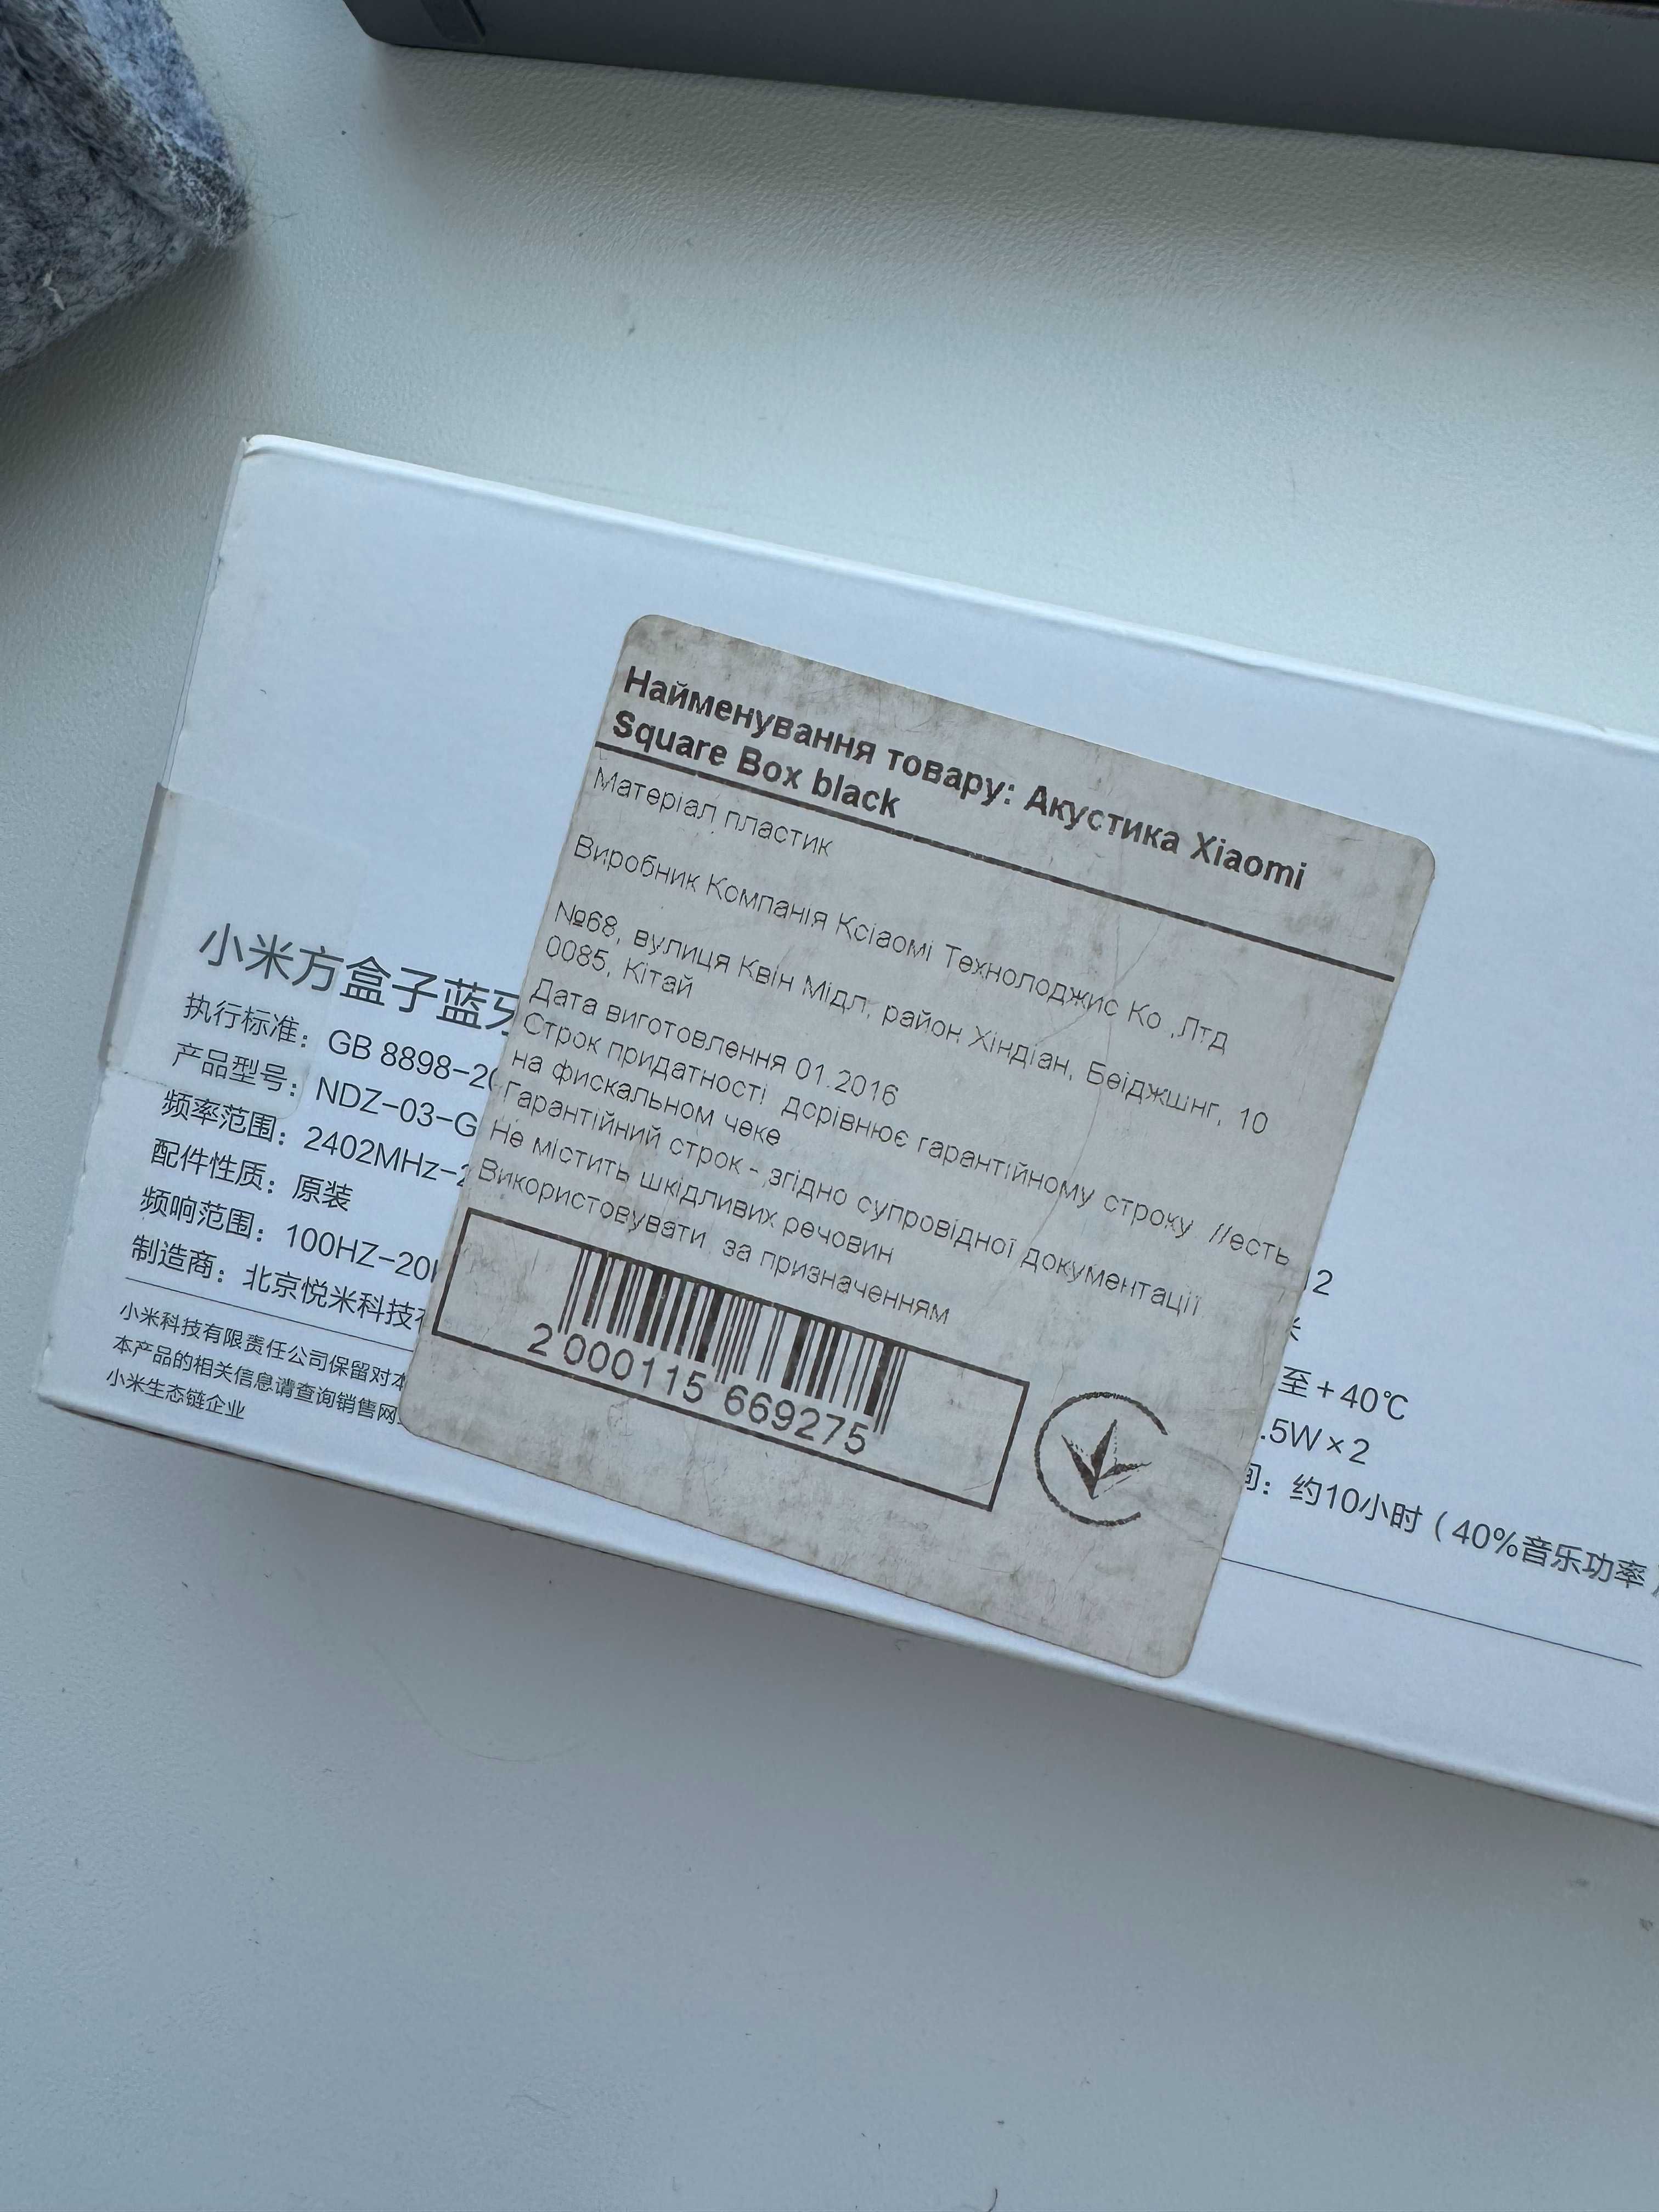 Найменування товару: Акустика Xiaomi
Square Box black
Матеріал пластик
Виробник Компанія Ксіаомі Технолоджис Ко ,Лтд
№68, вулиця Квін Мідл, район Хіндіан, Беіджшнг, 10
0085, Кітай
Дата виготовлення 01.2016
Строк придатності дорівнює гарантійному строку //есть
на фискальном чеке
Гарантійний строк - згідно супровідної документації
Не містить шкідливих речовин
Використовувати за призначенням
2 000115 669275
小米方盒子蓝牙
执行标准：GB 8898-20
产品型号：NDZ-03-G
频率范围：2402MHz-2
配件性质：原装
频响范围：100HZ-20
制造商：北京悦米科技
小米科技有限责任公司保留对本
本产品的相关信息请查询销售网
小米生态链企业
2
至+40℃
.5W×2
间：约10小时（40%音乐功率